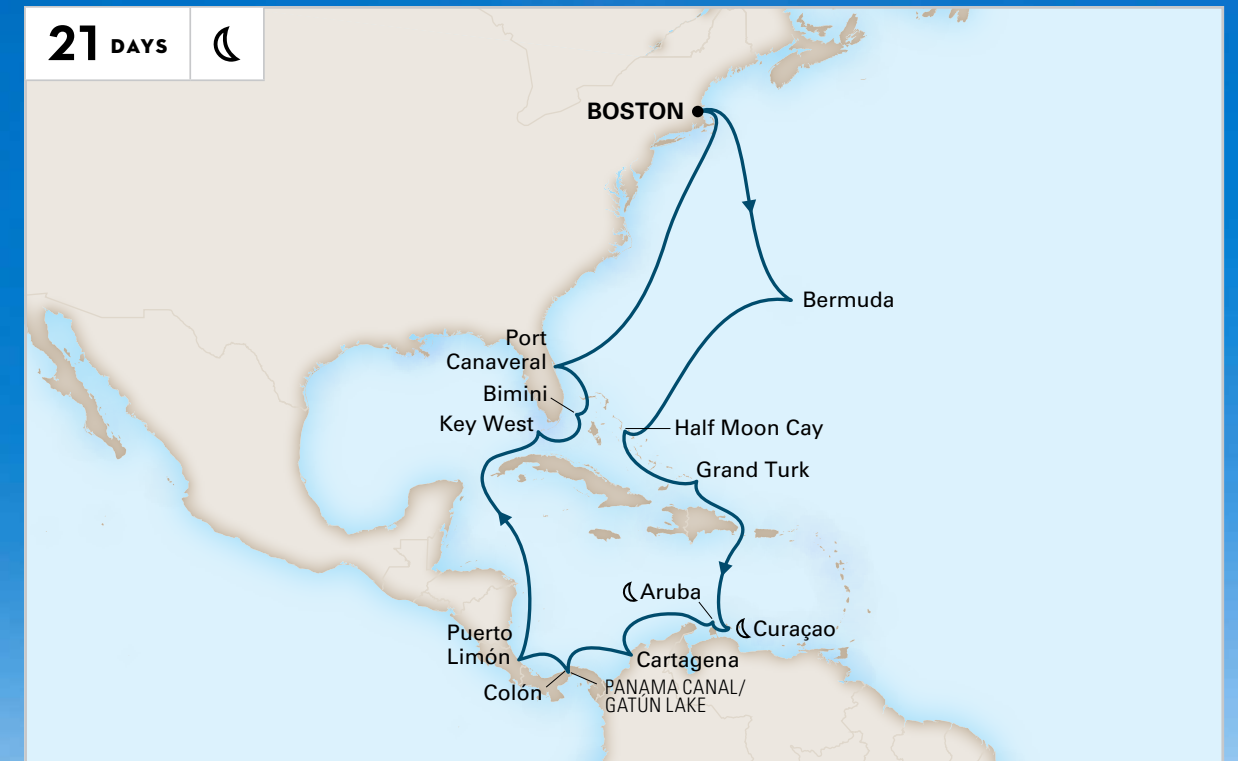 21 DAYS
BOSTON
Bermuda
Port
Canaveral
Bimini
Key West
Half Moon Cay
Grand Turk
Aruba
Curaçao
Puerto
Limón
Cartagena
Colón
PANAMA CANAL/
GATÚN LAKE